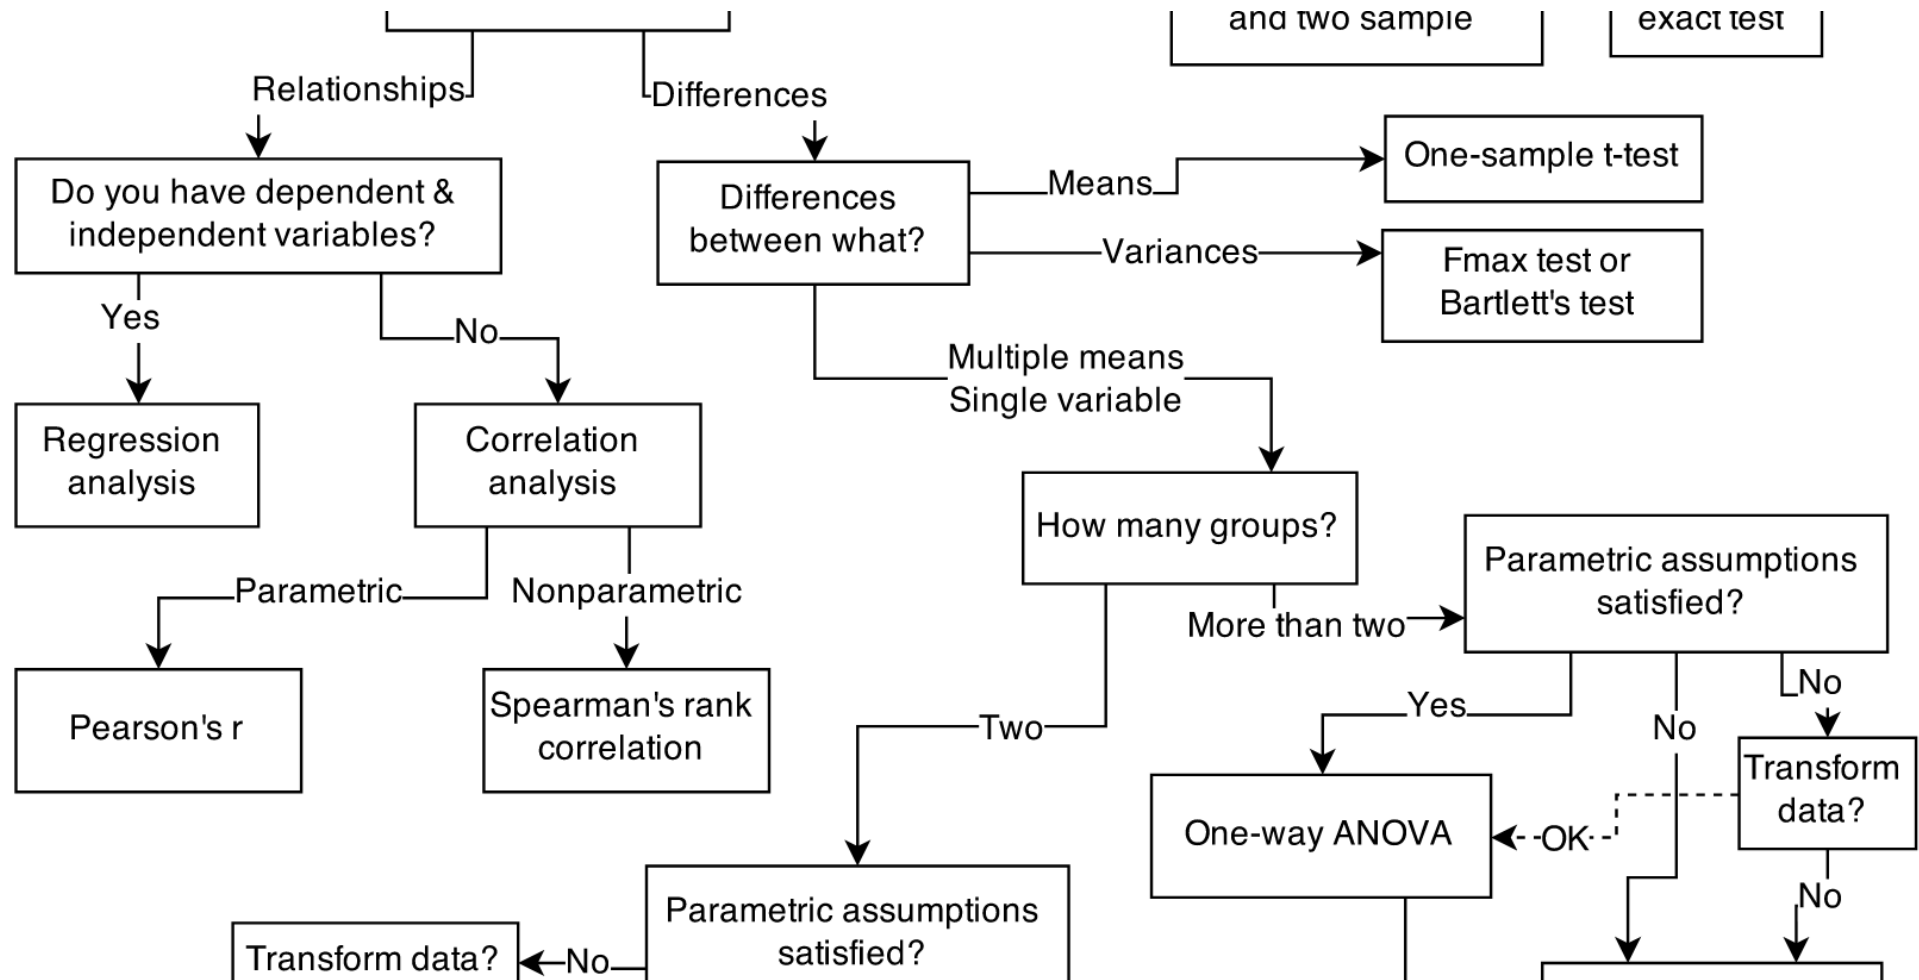 and two sample
exact test
Relationships
Differences
One-sample t-test
Means
Do you have dependent &
independent variables?
Differences
between what?
Variances
Fmax test or
Bartlett's test
Yes
No
Multiple means
Single variable
Regression
analysis
Correlation
analysis
How many groups?
Parametric assumptions
satisfied?
Parametric
Nonparametric
More than two
Pearson's r
Spearman's rank
correlation
Two
Yes
No
No
Transform
data?
One-way ANOVA
OK
No
Parametric assumptions
satisfied?
Transform data?
No